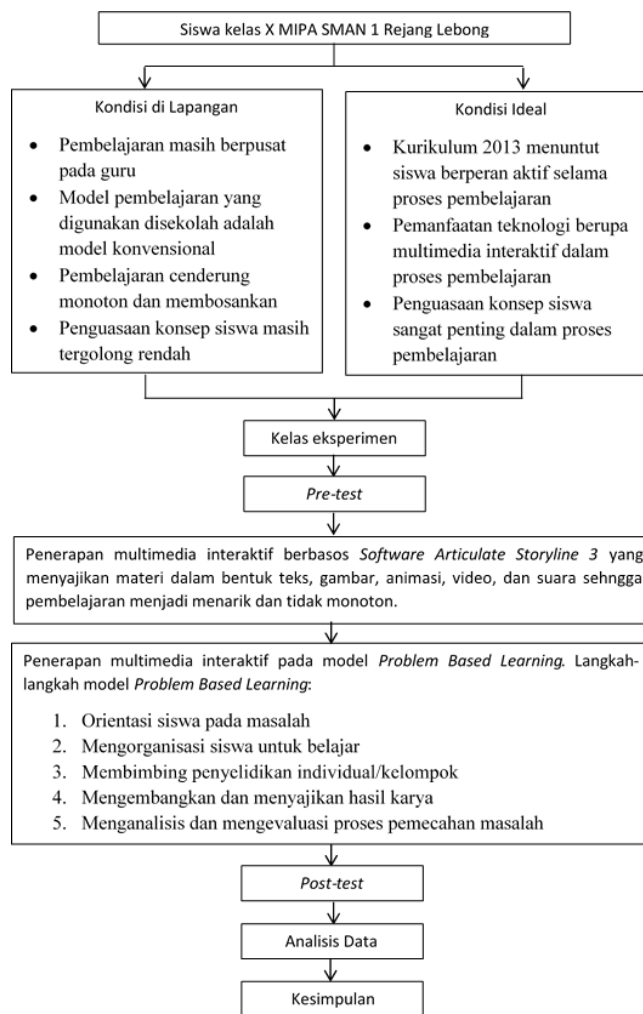 Siswa kelas X MIPA SMAN 1 Rejang Lebong
Kondisi di Lapangan
• Pembelajaran masih berpusat
pada guru
• Model pembelajaran yang
digunakan disekolah adalah
model konvensional
• Pembelajaran cenderung
monoton dan membosankan
• Penguasaan konsep siswa masih
tergolong rendah
Kondisi Ideal
• Kurikulum 2013 menuntut
siswa berperan aktif selama
proses pembelajaran
• Pemanfaatan teknologi berupa
multimedia interaktif dalam
proses pembelajaran
• Penguasaan konsep siswa
sangat penting dalam proses
pembelajaran
Kelas eksperimen
Pre-test
Penerapan multimedia interaktif berbasos Software Articulate Storyline 3 yang
menyajikan materi dalam bentuk teks, gambar, animasi, video, dan suara sehngga
pembelajaran menjadi menarik dan tidak monoton.
Penerapan multimedia interaktif pada model Problem Based Learning. Langkah-
langkah model Problem Based Learning:
1. Orientasi siswa pada masalah
2. Mengorganisasi siswa untuk belajar
3. Membimbing penyelidikan individual/kelompok
4. Mengembangkan dan menyajikan hasil karya
5. Menganalisis dan mengevaluasi proses pemecahan masalah
Post-test
Analisis Data
Kesimpulan